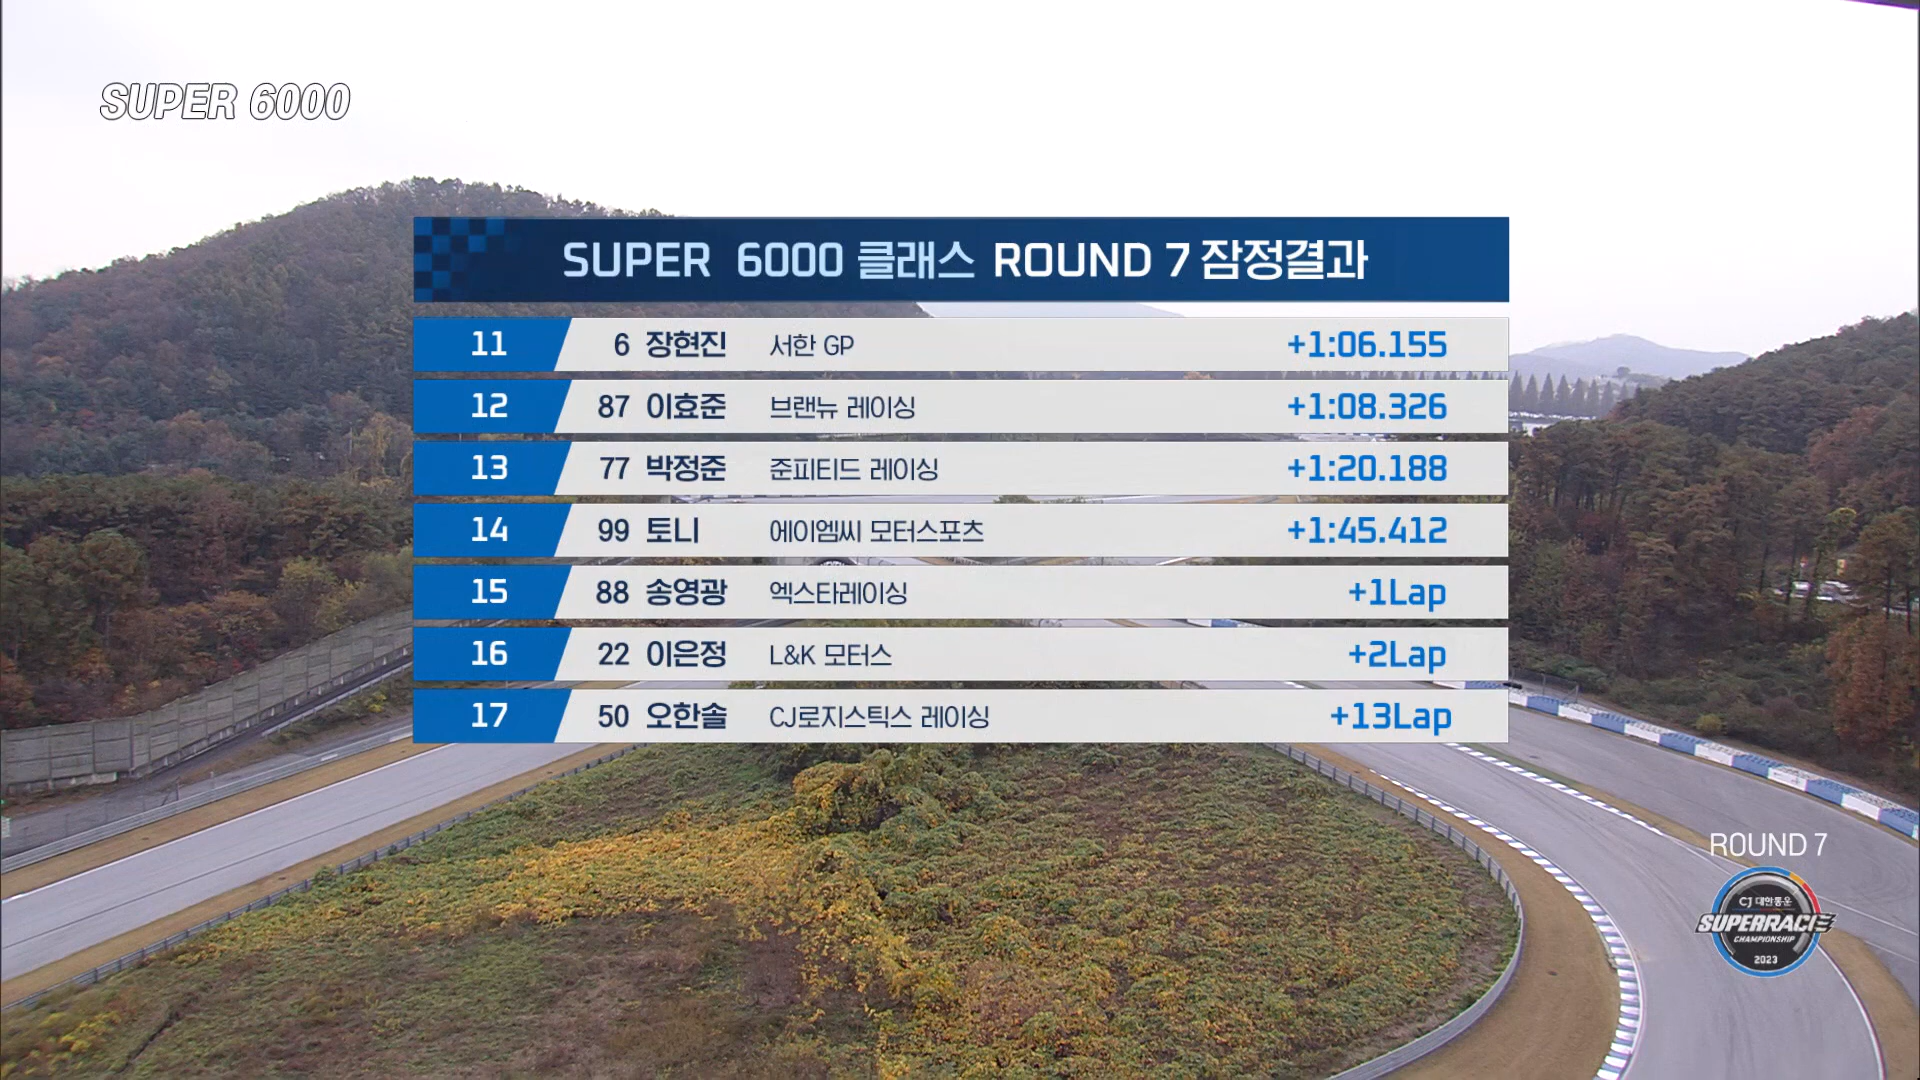 SUPER 6000
SUPER 6000 클래스 ROUND 7 잠정결과
11 6 장현진 서한 GP +1:06.155
12 87 이효준 브랜뉴 레이싱 +1:08.326
13 77 박정준 준피티드 레이싱 +1:20.188
14 99 토니 에이엠씨 모터스포츠 +1:45.412
15 88 송영광 엑스타레이싱 +1Lap
16 22 이은정 L&K 모터스 +2Lap
17 50 오한솔 CJ로지스틱스 레이싱 +13Lap
ROUND 7
CJ 대한통운
SUPERRACE
CHAMPIONSHIP
2023